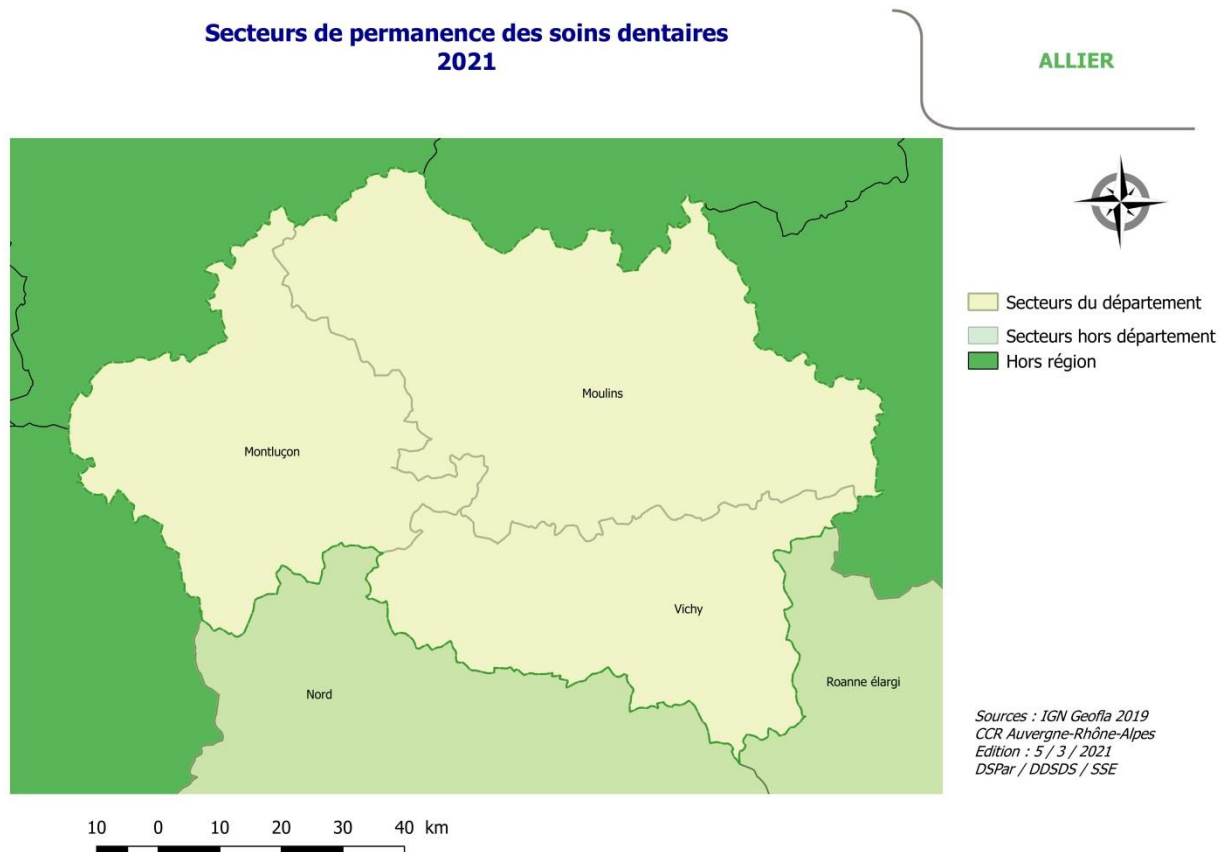 Secteurs de permanence des soins dentaires
2021
ALLIER
Secteurs du département
Secteurs hors département
Hors région
Moulins
Montluçon
Vichy
Nord
Roanne élargi
Sources : IGN Geofla 2019
CCR Auvergne-Rhône-Alpes
Edition : 5 / 3 / 2021
DSPar / DDSDS / SSE
10 0 10 20 30 40 km